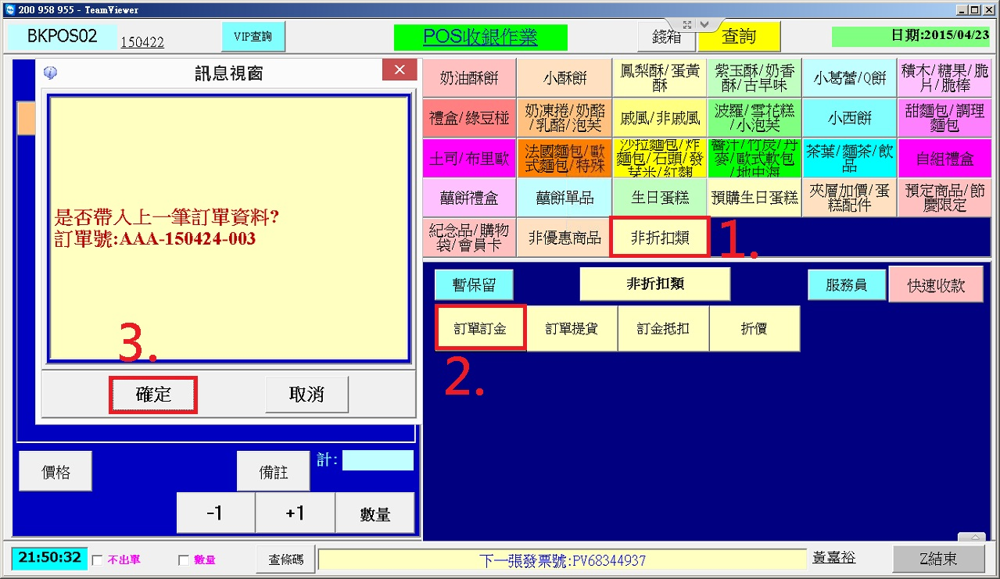 200 958 955 - TeamViewer
BKPOS02
150422
VIP查詢
POS收銀作業
錢箱
查詢
日期:2015/04/23
訊息視窗
是否帶入上一筆訂單資料?
訂單號:AAA-150424-003
3.
確定
取消
奶油酥餅
小酥餅
鳳梨酥/蛋黃
酥
紫玉酥/奶香
酥/古早味
小葛蕾/Q餅
積木/糖果/脆
片/脆棒
禮盒/綠豆椪
奶凍捲/奶酪
/乳酪/泡芙
戚風/非戚風
波羅/雪花糕
/小泡芙
小西餅
甜麵包/調理
麵包
土司/布里歐
法國麵包/歐
式麵包/特殊
沙拉麵包/炸
麵包/石頭/發
芽米/紅麴
醬汁/竹炭/丹
麥/歐式軟包
/地中海
茶葉/麵茶/飲
品
自組禮盒
囍餅禮盒
囍餅單品
生日蛋糕
預購生日蛋糕
夾層加價/蛋
糕配件
預定商品/節
慶限定
紀念品/購物
袋/會員卡
非優惠商品
非折扣類
1.
暫保留
非折扣類
服務員
快速收款
訂單訂金
訂單提貨
訂金抵扣
折價
2.
價格
備註
計:
-1
+1
數量
21:50:32
不出單
數量
查條碼
下一張發票號:PV68344937
黃嘉裕
Z結束